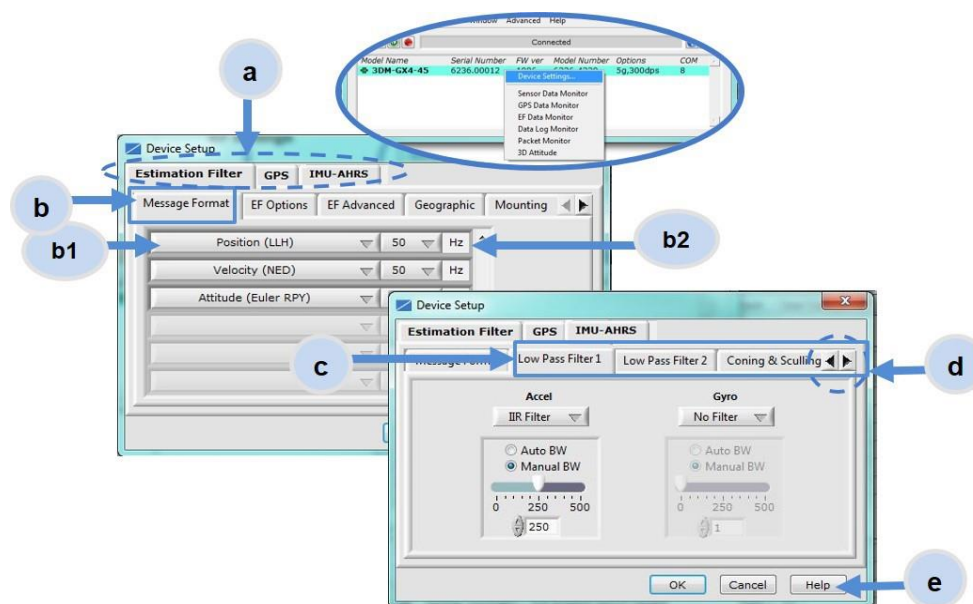 Window Advanced Help
Connected
Model Name Serial Number FW ver Model Number Options COM
3DM-GX4-45 6236.00012 5g,300dps 8
Device Settings...
Sensor Data Monitor
GPS Data Monitor
EF Data Monitor
Data Log Monitor
Packet Monitor
3D Attitude
a
Device Setup
Estimation Filter GPS IMU-AHRS
b
Message Format EF Options EF Advanced Geographic Mounting
b1
Position (LLH) 50 Hz
b2
Velocity (NED) 50 Hz
Attitude (Euler RPY)
Device Setup
Estimation Filter GPS IMU-AHRS
c
Message Format Low Pass Filter 1 Low Pass Filter 2 Coning & Sculling
d
Accel Gyro
IIR Filter No Filter
Auto BW Auto BW
Manual BW Manual BW
0 250 500 0 250 500
250 1
OK Cancel Help
e